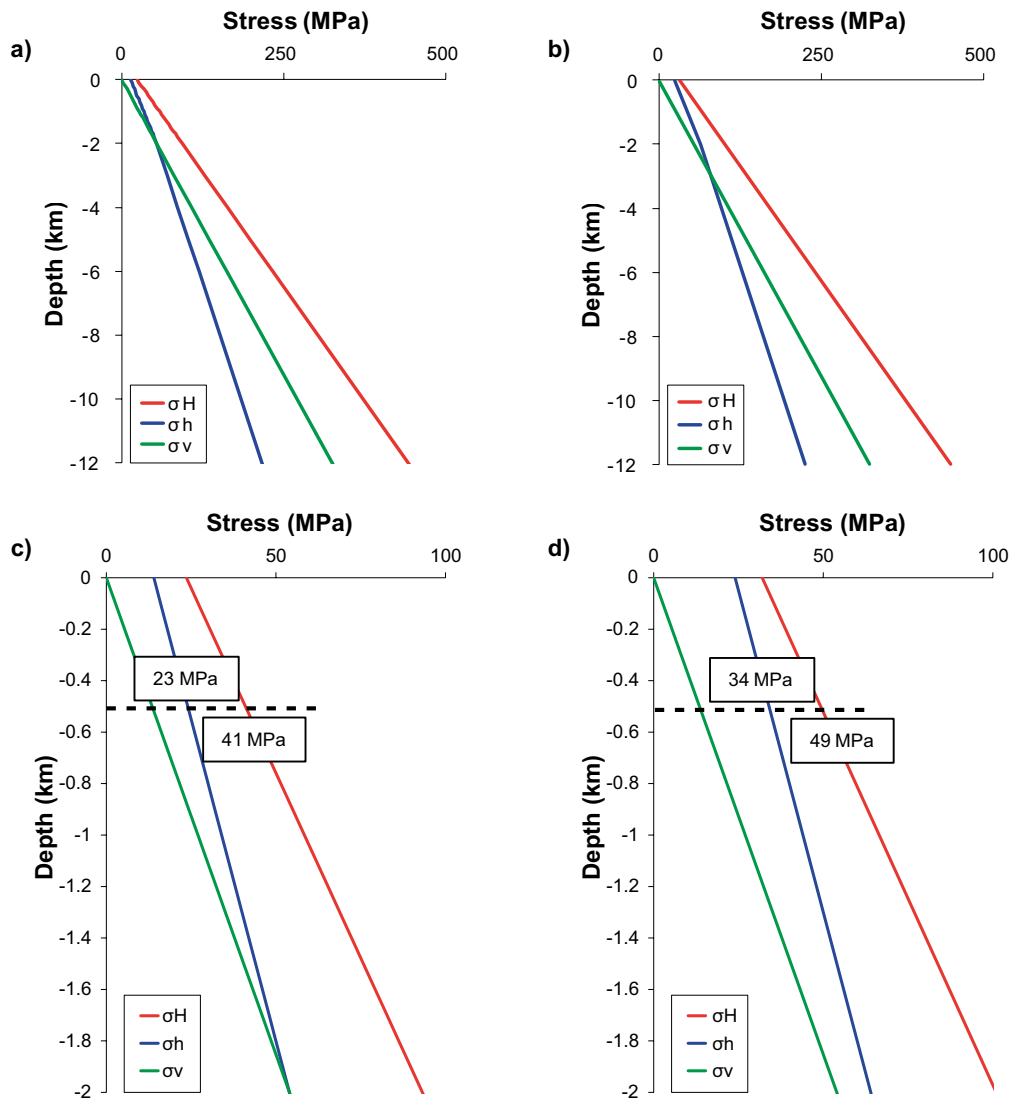 a)
Stress (MPa)
0 250 500
Depth (km)
0
-2
-4
-6
-8
-10
-12
σ H
σ h
σ v
b)
Stress (MPa)
0 250 500
Depth (km)
0
-2
-4
-6
-8
-10
-12
σ H
σ h
σ v
c)
Stress (MPa)
0 50 100
Depth (km)
0
-0.2
-0.4
-0.6
-0.8
-1
-1.2
-1.4
-1.6
-1.8
-2
23 MPa
41 MPa
σH
σh
σv
d)
Stress (MPa)
0 50 100
Depth (km)
0
-0.2
-0.4
-0.6
-0.8
-1
-1.2
-1.4
-1.6
-1.8
-2
34 MPa
49 MPa
σH
σh
σv